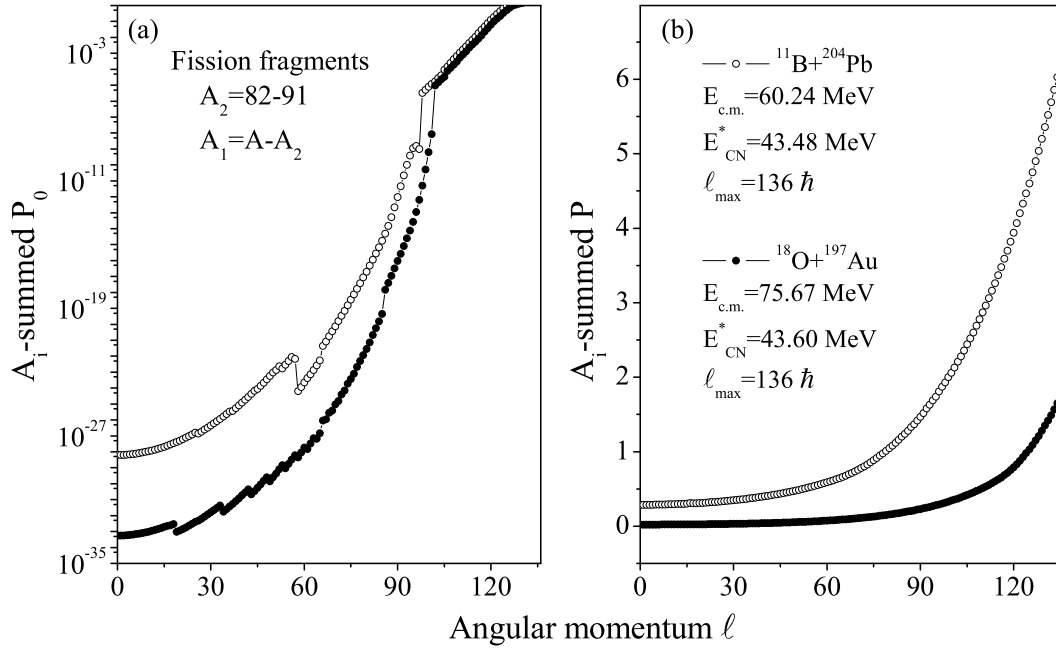 (a)
Fission fragments
A₂=82-91
A₁=A-A₂
10⁻³
10⁻¹¹
10⁻¹⁹
10⁻²⁷
10⁻³⁵
Aᵢ-summed P₀
0 30 60 90 120
(b)
—○— ¹¹B+²⁰⁴Pb
E_c.m.=60.24 MeV
E*_CN=43.48 MeV
ℓ_max=136 ℏ
—●— ¹⁸O+¹⁹⁷Au
E_c.m.=75.67 MeV
E*_CN=43.60 MeV
ℓ_max=136 ℏ
6
5
4
3
2
1
0
Aᵢ-summed P
0 30 60 90 120
Angular momentum ℓ